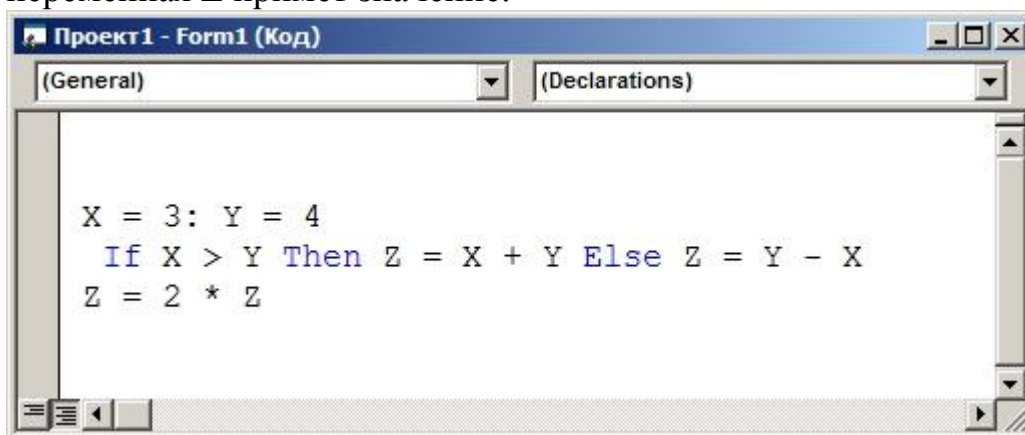 Проект1 - Form1 (Код)
(General) (Declarations)
X = 3: Y = 4
If X > Y Then Z = X + Y Else Z = Y - X
Z = 2 * Z